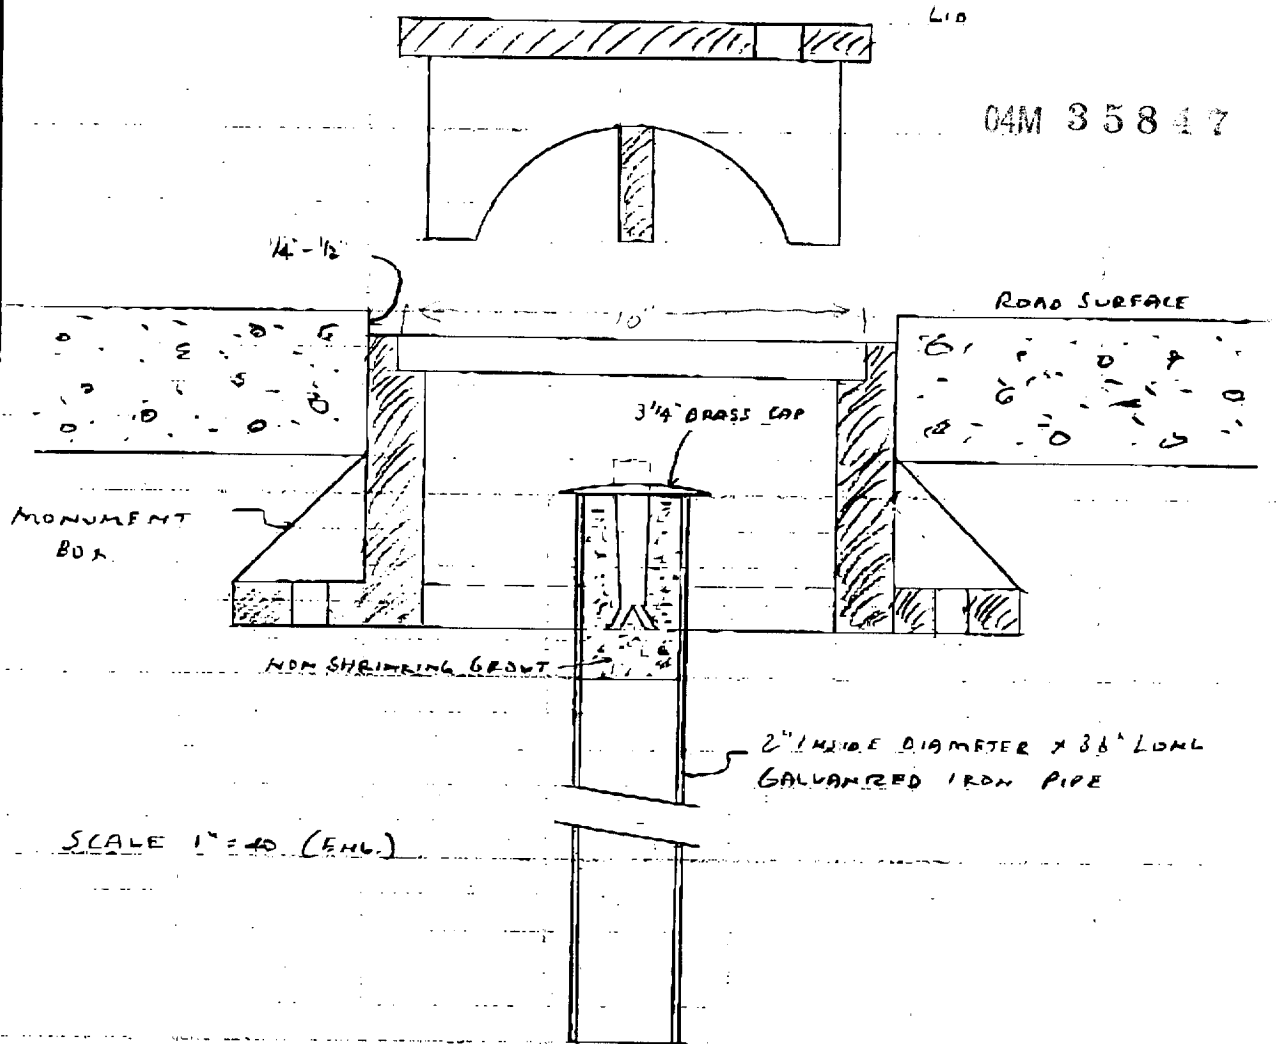 LID
04M 35847
1/4"-1/2"
10"
ROAD SURFACE
3 1/4" BRASS CAP
MONUMENT
BOX
NON SHRINKING GROUT
2" INSIDE DIAMETER x 36" LONG
GALVANIZED IRON PIPE
SCALE 1" = 40 (ENG.)